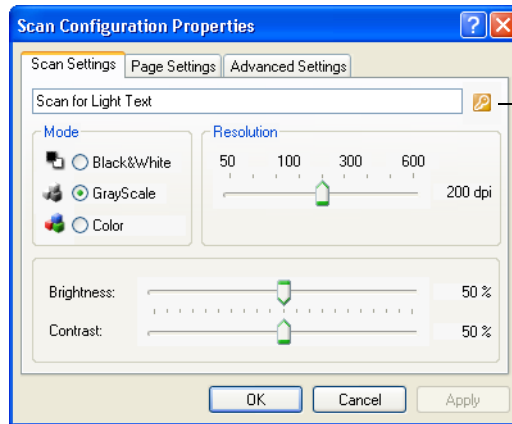 Scan Configuration Properties
Scan Settings Page Settings Advanced Settings
Scan for Light Text
Mode
Black&White
GrayScale
Color
Resolution
50 100 300 600
200 dpi
Brightness: 50 %
Contrast: 50 %
OK Cancel Apply